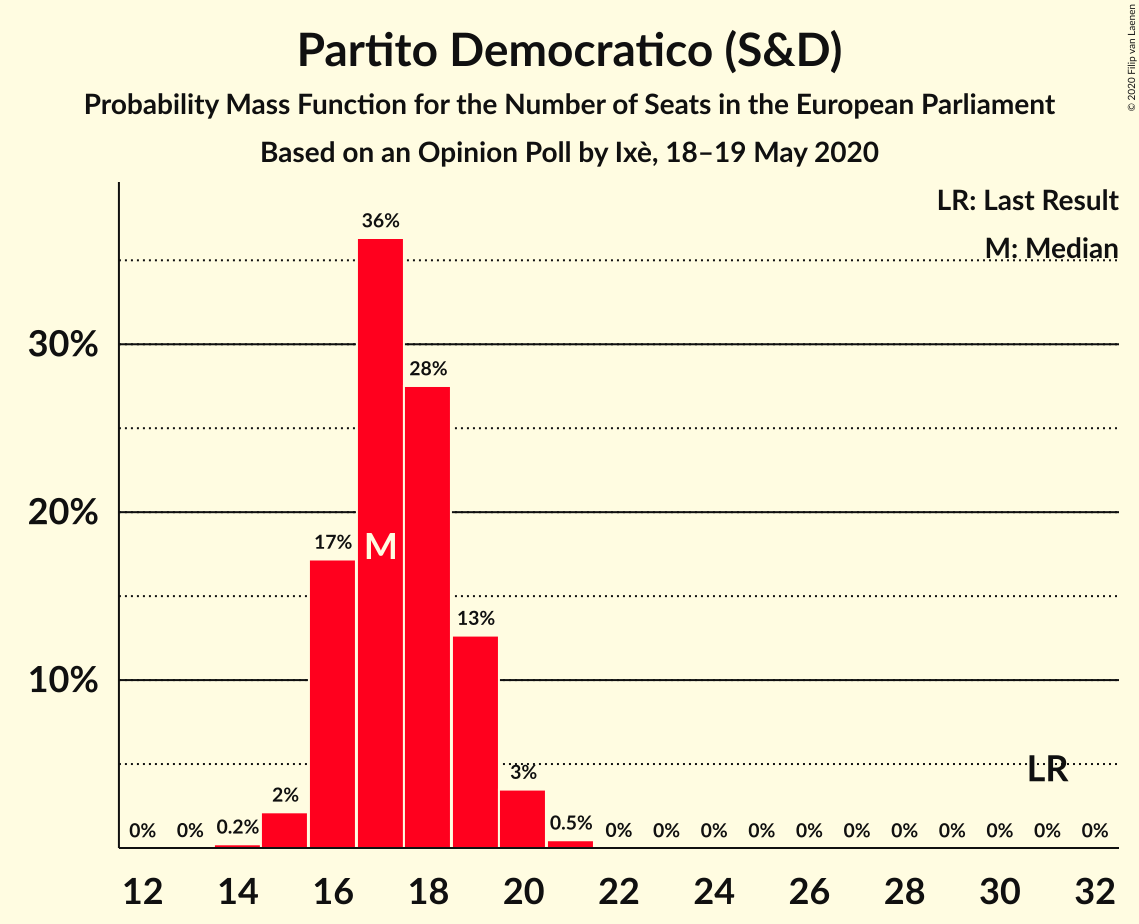 Partito Democratico (S&D)
Probability Mass Function for the Number of Seats in the European Parliament
Based on an Opinion Poll by Ixè, 18–19 May 2020
© 2020 Filip van Laenen
LR: Last Result
M: Median
30%
20%
10%
0% 0% 0.2% 2% 17% 36% 28% 13% 3% 0.5% 0% 0% 0% 0% 0% 0% 0% 0% 0% 0% 0%
M
LR
12 14 16 18 20 22 24 26 28 30 32